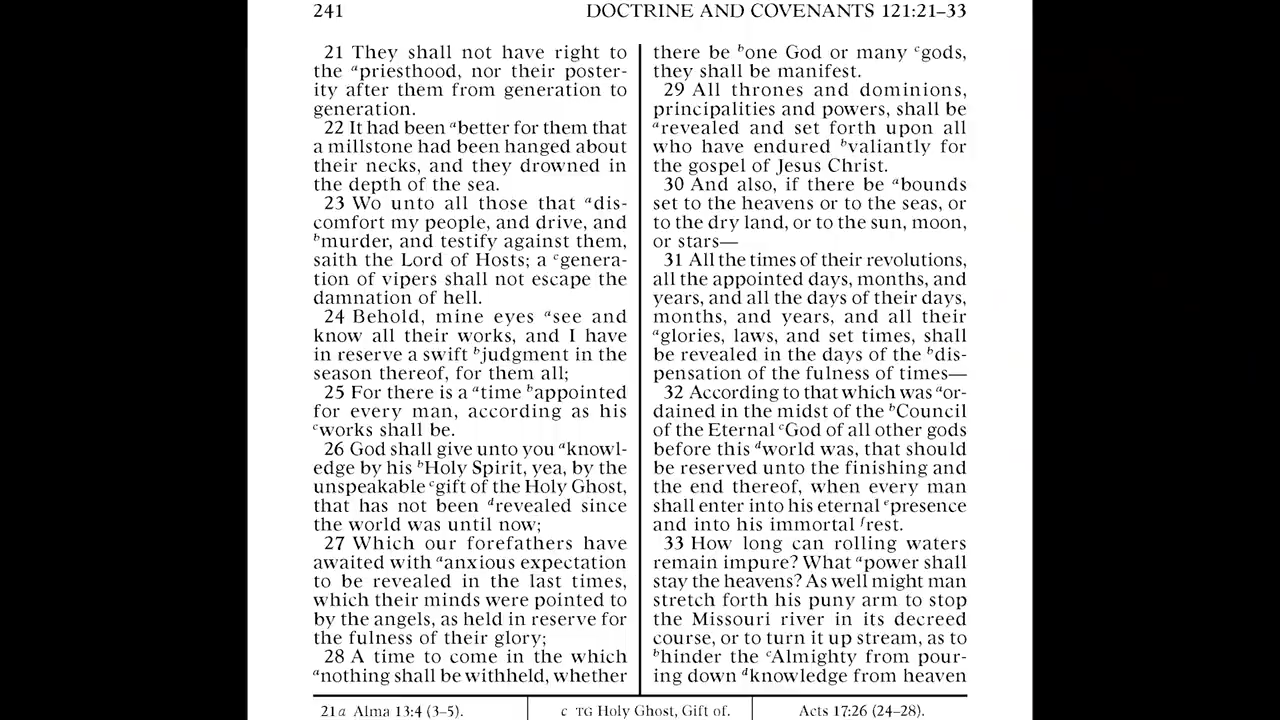 241
DOCTRINE AND COVENANTS 121:21–33
21 They shall not have right to
the ᵃpriesthood, nor their poster-
ity after them from generation to
generation.
22 It had been ᵃbetter for them that
a millstone had been hanged about
their necks, and they drowned in
the depth of the sea.
23 Wo unto all those that ᵃdis-
comfort my people, and drive, and
ᵇmurder, and testify against them,
saith the Lord of Hosts; a ᶜgenera-
tion of vipers shall not escape the
damnation of hell.
24 Behold, mine eyes ᵃsee and
know all their works, and I have
in reserve a swift ᵇjudgment in the
season thereof, for them all;
25 For there is a ᵃtime ᵇappointed
for every man, according as his
ᶜworks shall be.
26 God shall give unto you ᵃknowl-
edge by his ᵇHoly Spirit, yea, by the
unspeakable ᶜgift of the Holy Ghost,
that has not been ᵈrevealed since
the world was until now;
27 Which our forefathers have
awaited with ᵃanxious expectation
to be revealed in the last times,
which their minds were pointed to
by the angels, as held in reserve for
the fulness of their glory;
28 A time to come in the which
ᵃnothing shall be withheld, whether
there be ᵇone God or many ᶜgods,
they shall be manifest.
29 All thrones and dominions,
principalities and powers, shall be
ᵃrevealed and set forth upon all
who have endured ᵇvaliantly for
the gospel of Jesus Christ.
30 And also, if there be ᵃbounds
set to the heavens or to the seas, or
to the dry land, or to the sun, moon,
or stars—
31 All the times of their revolutions,
all the appointed days, months, and
years, and all the days of their days,
months, and years, and all their
ᵃglories, laws, and set times, shall
be revealed in the days of the ᵇdis-
pensation of the fulness of times—
32 According to that which was ᵃor-
dained in the midst of the ᵇCouncil
of the Eternal ᶜGod of all other gods
before this ᵈworld was, that should
be reserved unto the finishing and
the end thereof, when every man
shall enter into his eternal ᵉpresence
and into his immortal ᶠrest.
33 How long can rolling waters
remain impure? What ᵃpower shall
stay the heavens? As well might man
stretch forth his puny arm to stop
the Missouri river in its decreed
course, or to turn it up stream, as to
ᵇhinder the ᶜAlmighty from pour-
ing down ᵈknowledge from heaven
21a Alma 13:4 (3–5).
c TG Holy Ghost, Gift of.
Acts 17:26 (24–28).